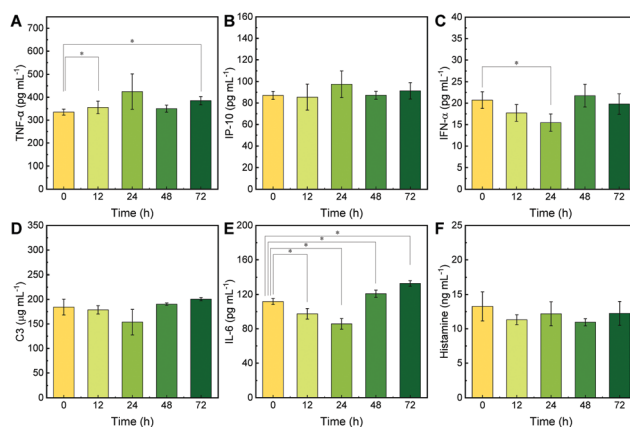 A
TNF-α (pg mL⁻¹)
700
600
500
400
300
200
100
0
*
*
0 12 24 48 72
Time (h)
B
IP-10 (pg mL⁻¹)
160
140
120
100
80
60
40
20
0
0 12 24 48 72
Time (h)
C
IFN-α (pg mL⁻¹)
40
35
30
25
20
15
10
5
0
*
0 12 24 48 72
Time (h)
D
C3 (μg mL⁻¹)
350
300
250
200
150
100
50
0
0 12 24 48 72
Time (h)
E
IL-6 (pg mL⁻¹)
200
160
120
80
40
0
*
*
*
*
0 12 24 48 72
Time (h)
F
Histamine (ng mL⁻¹)
25
20
15
10
5
0
0 12 24 48 72
Time (h)